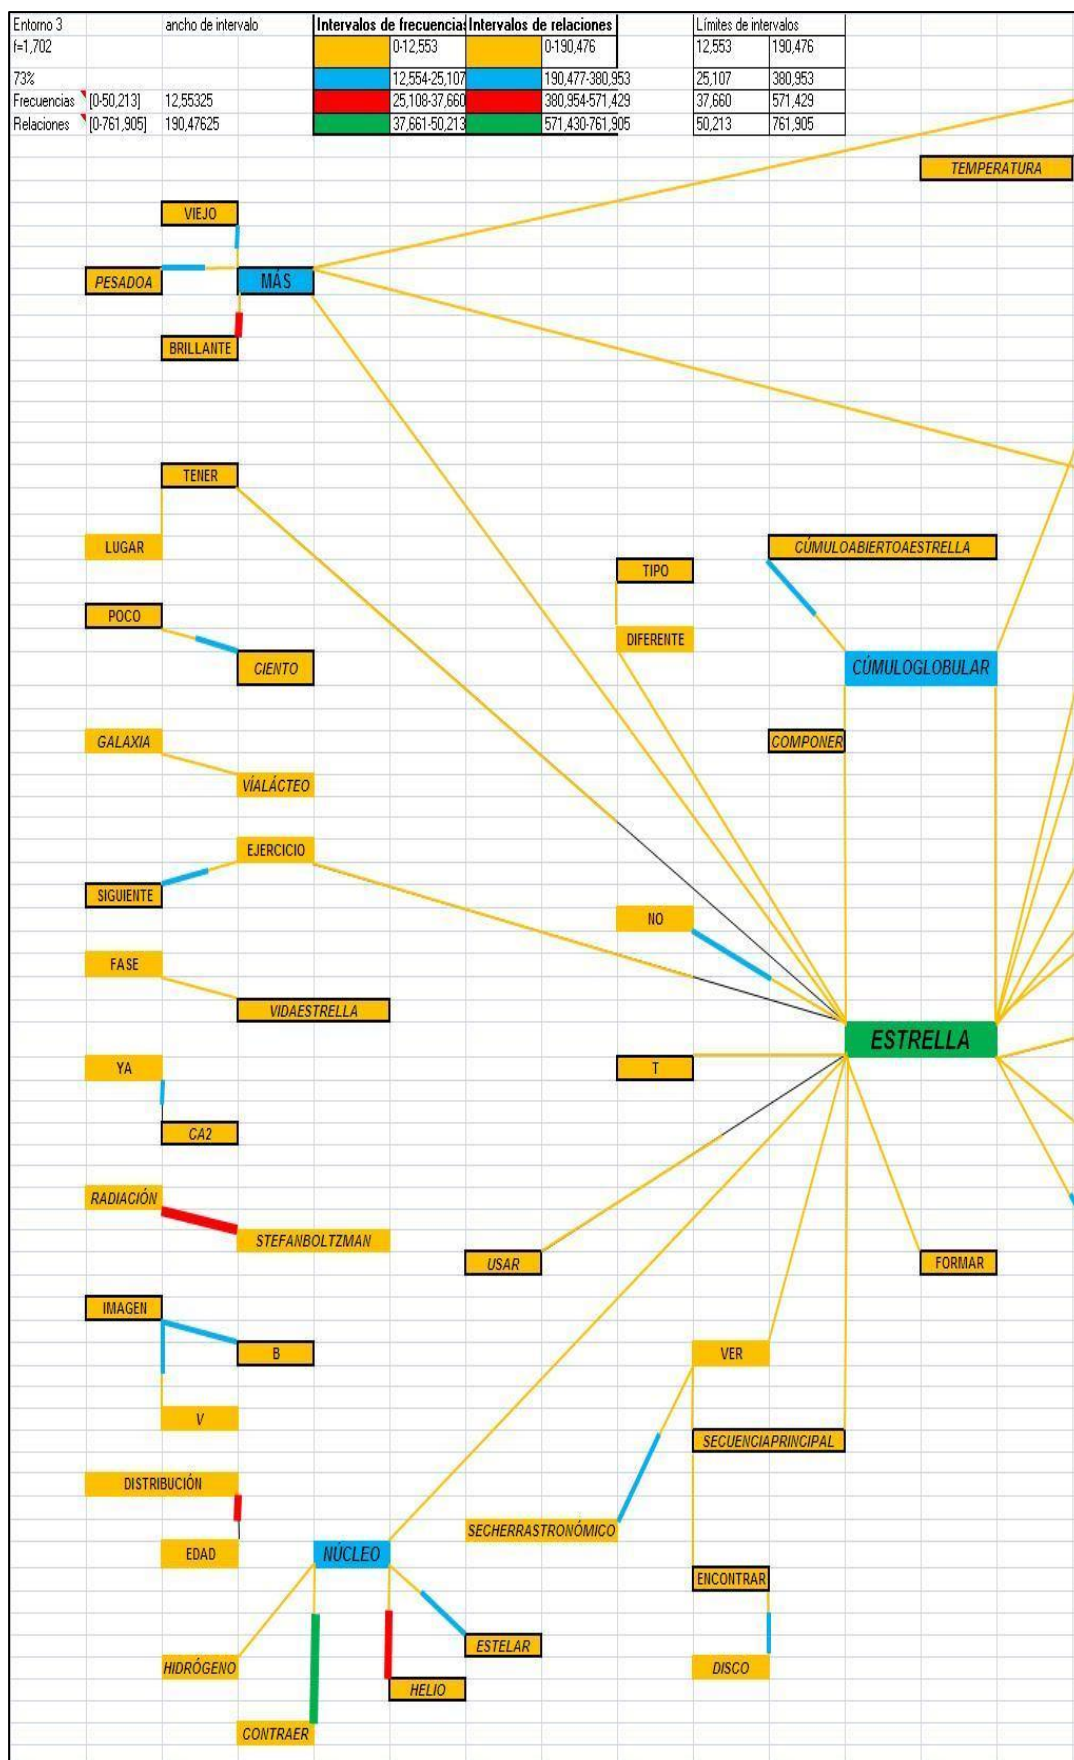 Entorno 3 ancho de intervalo Intervalos de frecuencias Intervalos de relaciones Límites de intervalos
f=1,702 0-12,553 0-190,476 12,553 190,476
73% 12,554-25,107 190,477-380,953 25,107 380,953
Frecuencias [0-50,213] 12,55325 25,108-37,660 380,954-571,429 37,660 571,429
Relaciones [0-761,905] 190,47625 37,661-50,213 571,430-761,905 50,213 761,905
TEMPERATURA
VIEJO
PESADOA MÁS
BRILLANTE
TENER
LUGAR CÚMULOABIERTOAESTRELLA
TIPO
POCO
DIFERENTE
CIENTO CÚMULOGLOBULAR
GALAXIA COMPONER
VÍALÁCTEO
EJERCICIO
SIGUIENTE
NO
FASE
VIDAESTRELLA
ESTRELLA
YA T
CA2
RADIACIÓN
STEFANBOLTZMAN
USAR FORMAR
IMAGEN
B VER
V
SECUENCIAPRINCIPAL
DISTRIBUCIÓN
SECHERRASTRONÓMICO
EDAD NÚCLEO
ENCONTRAR
ESTELAR
HIDRÓGENO DISCO
HELIO
CONTRAER